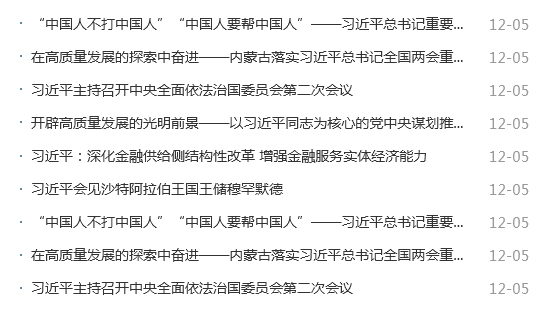 · “中国人不打中国人”“中国人要帮中国人”——习近平总书记重要... 12-05
· 在高质量发展的探索中奋进——内蒙古落实习近平总书记全国两会重... 12-05
· 习近平主持召开中央全面依法治国委员会第二次会议 12-05
· 开辟高质量发展的光明前景——以习近平同志为核心的党中央谋划推... 12-05
· 习近平：深化金融供给侧结构性改革 增强金融服务实体经济能力 12-05
· 习近平会见沙特阿拉伯王国王储穆罕默德 12-05
· “中国人不打中国人”“中国人要帮中国人”——习近平总书记重要... 12-05
· 在高质量发展的探索中奋进——内蒙古落实习近平总书记全国两会重... 12-05
· 习近平主持召开中央全面依法治国委员会第二次会议 12-05